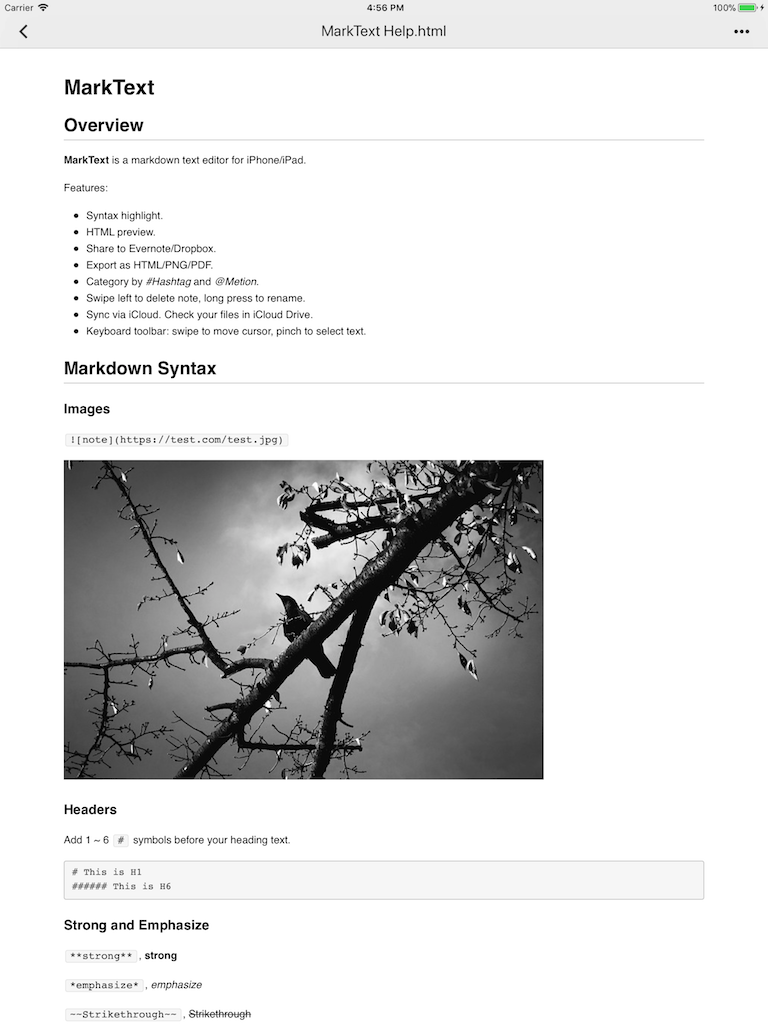 Carrier 4:56 PM 100%
MarkText Help.html
MarkText
Overview
MarkText is a markdown text editor for iPhone/iPad.
Features:
Syntax highlight.
HTML preview.
Share to Evernote/Dropbox.
Export as HTML/PNG/PDF.
Category by #Hashtag and @Metion.
Swipe left to delete note, long press to rename.
Sync via iCloud. Check your files in iCloud Drive.
Keyboard toolbar: swipe to move cursor, pinch to select text.
Markdown Syntax
Images
![note](https://test.com/test.jpg)
Headers
Add 1 ~ 6 # symbols before your heading text.
# This is H1
###### This is H6
Strong and Emphasize
**strong** , strong
*emphasize* , emphasize
~~Strikethrough~~ , Strikethrough